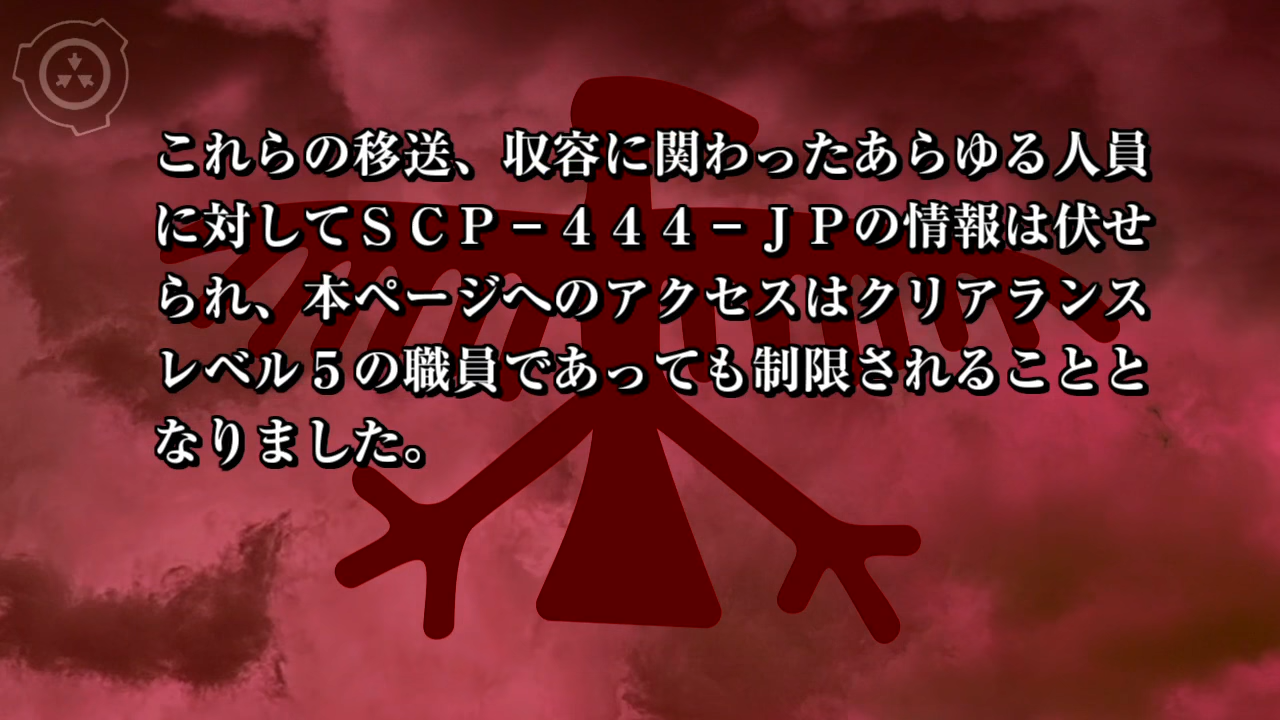 これらの移送、収容に関わったあらゆる人員
に対してＳＣＰ－４４４－ＪＰの情報は伏せ
られ、本ページへのアクセスはクリアランス
レベル５の職員であっても制限されることと
なりました。